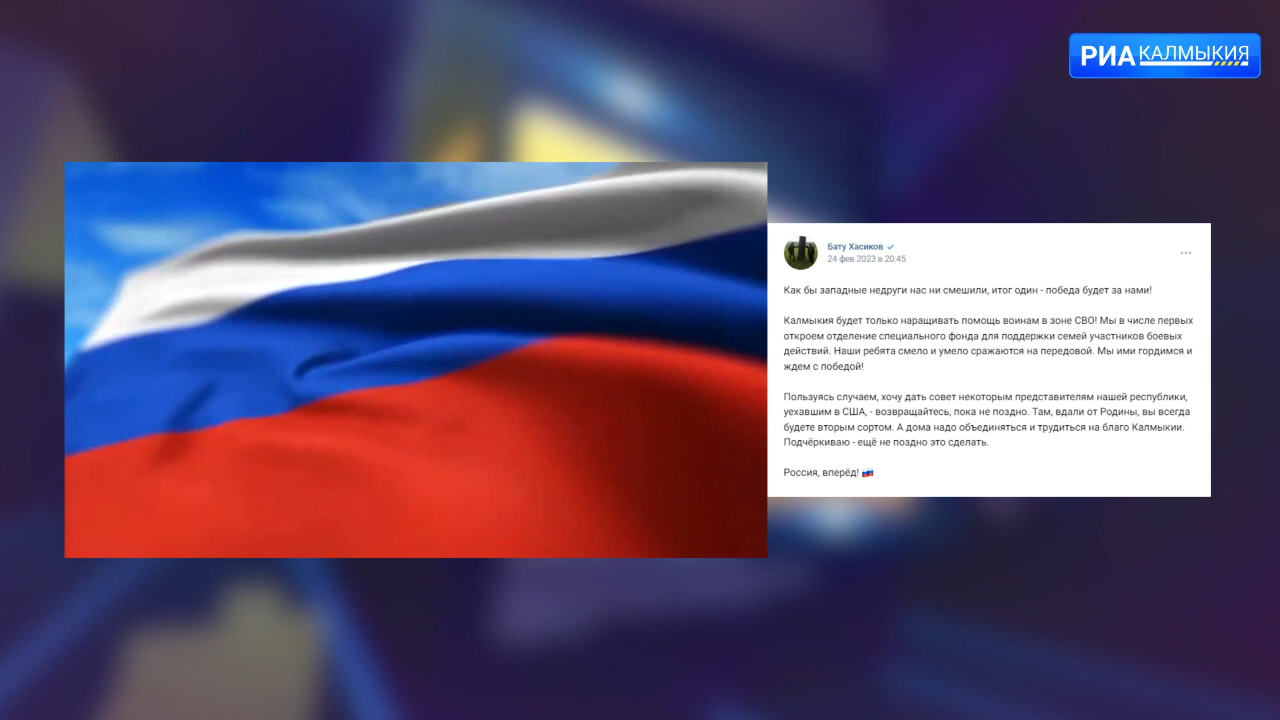 РИА КАЛМЫКИЯ
Бату Хасиков
24 фев 2023 в 20:45
Как бы западные недруги нас ни смешили, итог один - победа будет за нами!
Калмыкия будет только наращивать помощь воинам в зоне СВО! Мы в числе первых
откроем отделение специального фонда для поддержки семей участников боевых
действий. Наши ребята смело и умело сражаются на передовой. Мы ими гордимся и
ждем с победой!
Пользуясь случаем, хочу дать совет некоторым представителям нашей республики,
уехавшим в США, - возвращайтесь, пока не поздно. Там, вдали от Родины, вы всегда
будете вторым сортом. А дома надо объединяться и трудиться на благо Калмыкии.
Подчёркиваю - ещё не поздно это сделать.
Россия, вперёд! 🇷🇺